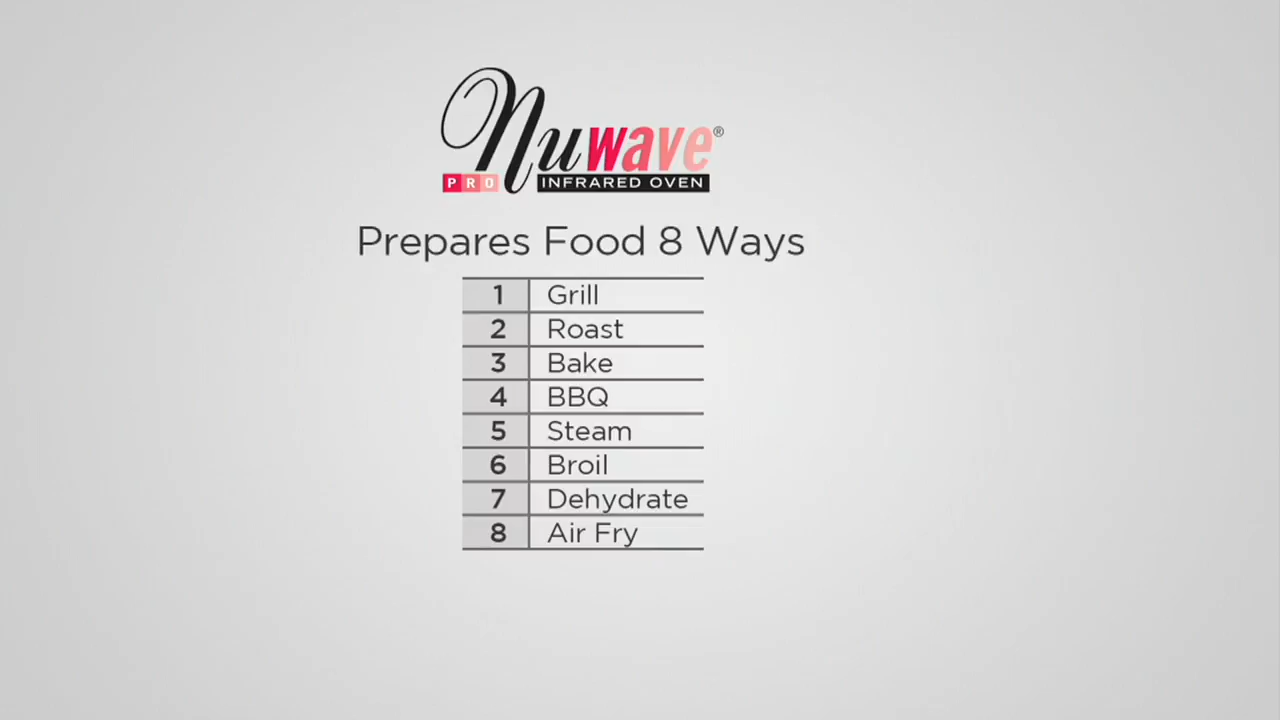 Nuwave®
PRO INFRARED OVEN
Prepares Food 8 Ways
1 Grill
2 Roast
3 Bake
4 BBQ
5 Steam
6 Broil
7 Dehydrate
8 Air Fry